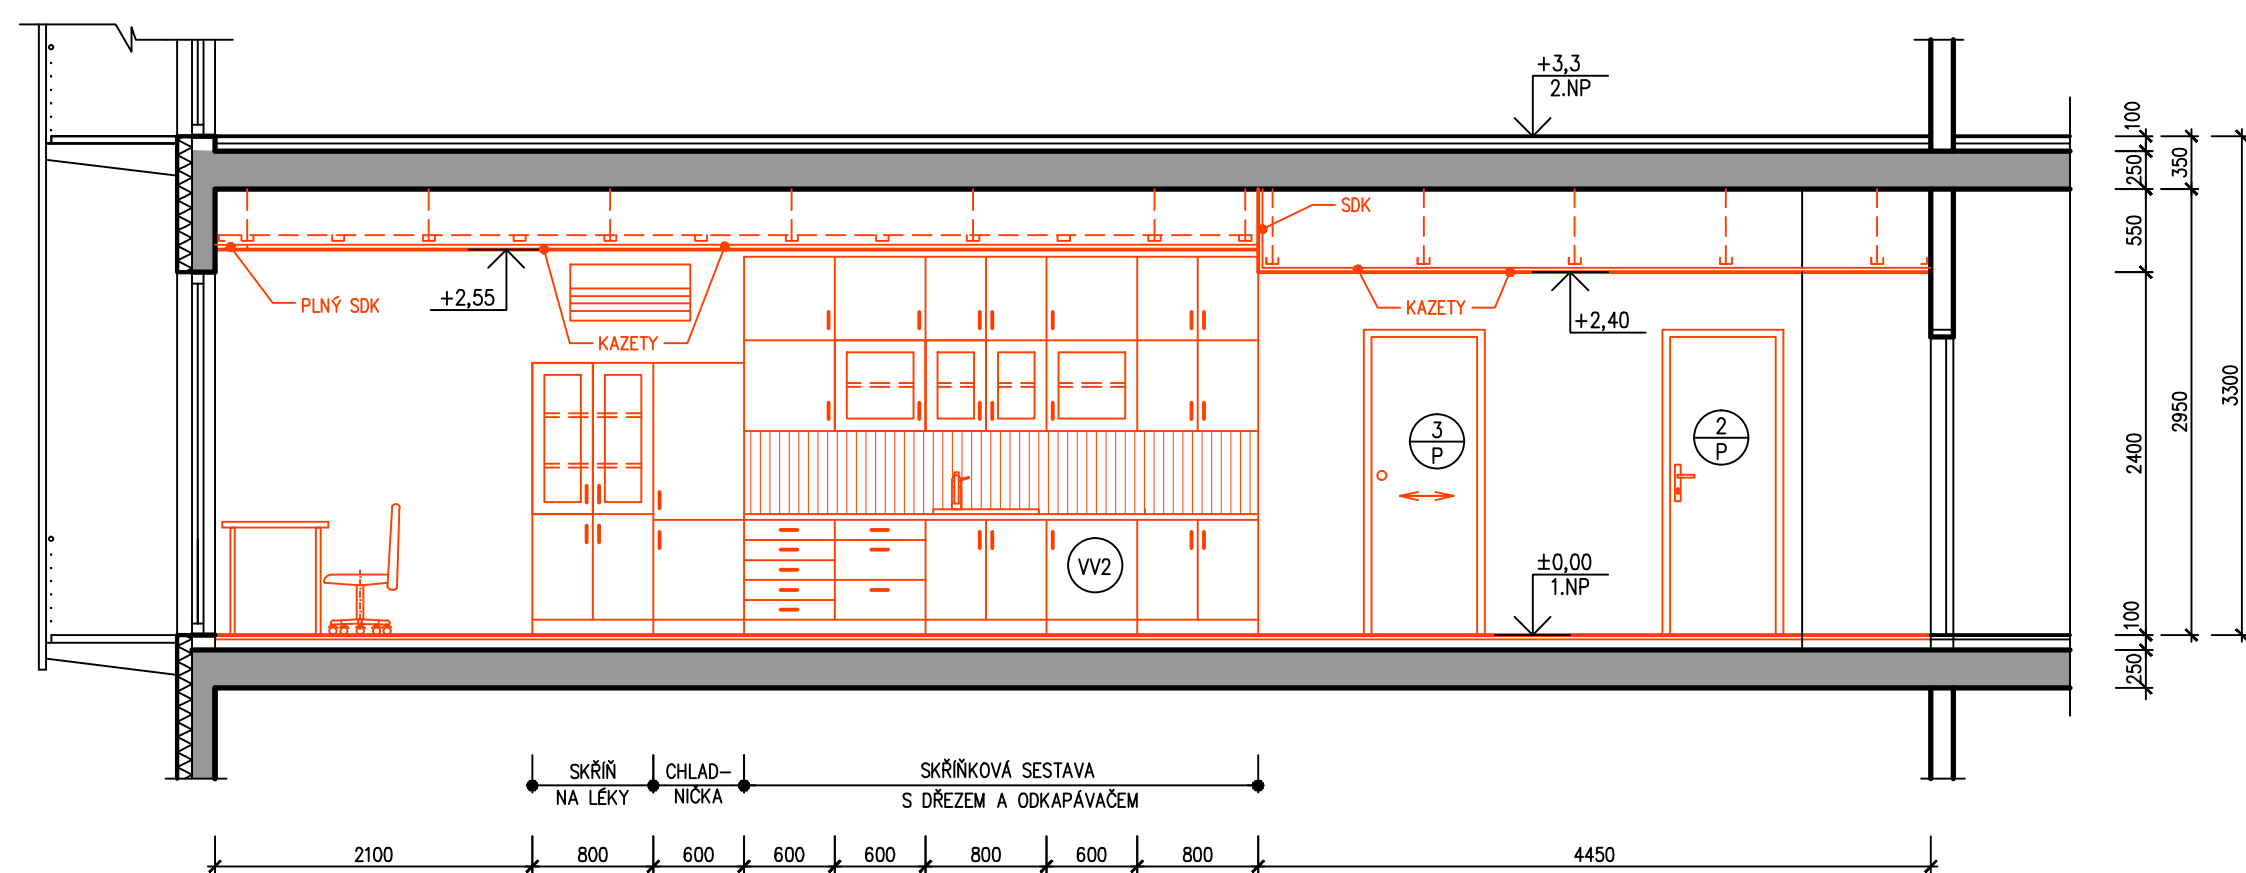 +3,3
2.NP
SDK
PLNÝ SDK
+2,55
KAZETY
KAZETY
+2,40
3
P
2
P
VV2
±0,00
1.NP
100
250
550
2400
100
250
350
2950
3300
SKŘÍŇ
NA LÉKY
CHLAD–
NIČKA
SKŘÍŇKOVÁ SESTAVA
S DŘEZEM A ODKAPÁVAČEM
2100
800
600
600
600
800
600
800
4450